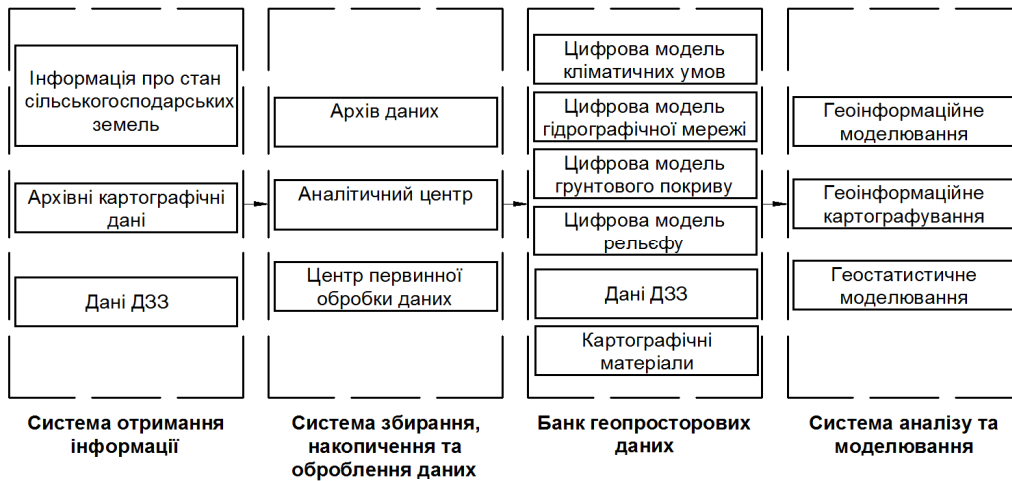 Інформація про стан
сільськогосподарських
земель
Архівні картографічні
дані
Дані ДЗЗ
Система отримання
інформації
Архів даних
Аналітичний центр
Центр первинної
обробки даних
Система збирання,
накопичення та
оброблення даних
Цифрова модель
кліматичних умов
Цифрова модель
гідрографічної мережі
Цифрова модель
грунтового покриву
Цифрова модель
рельєфу
Дані ДЗЗ
Картографічні
матеріали
Банк геопросторових
даних
Геоінформаційне
моделювання
Геоінформаційне
картографування
Геостатистичне
моделювання
Система аналізу та
моделювання